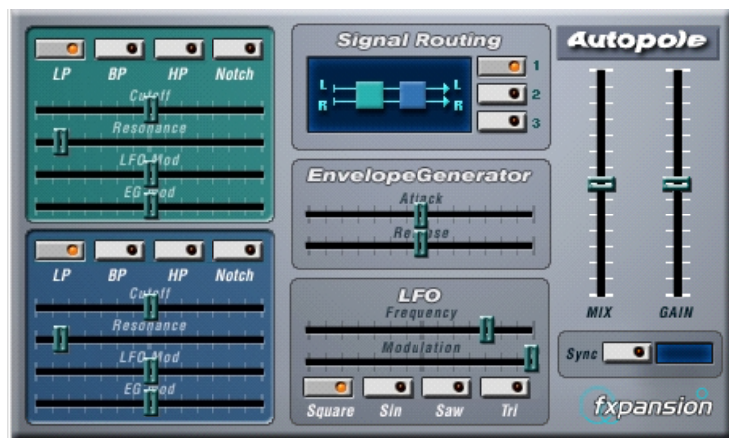 LP BP HP Notch
Cutoff
Resonance
LFO Mod
EG Mod
LP BP HP Notch
Cutoff
Resonance
LFO Mod
EG Mod
Signal Routing
L L
R R
1
2
3
EnvelopeGenerator
Attack
Release
LFO
Frequency
Modulation
Square Sin Saw Tri
Autopole
MIX GAIN
Sync
fxpansion